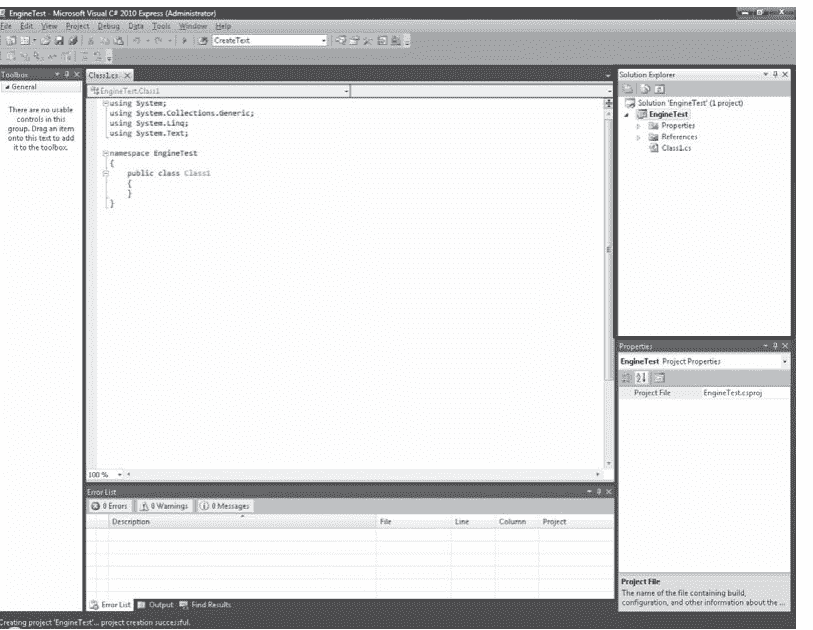 EngineTest - Microsoft Visual C# 2010 Express (Administrator)
File Edit View Project Debug Data Tools Window Help
CreateText
Toolbox
General
There are no usable
controls in this
group. Drag an item
onto this text to add
it to the toolbox.
Class1.cs
EngineTest.Class1
using System;
using System.Collections.Generic;
using System.Linq;
using System.Text;
namespace EngineTest
{
public class Class1
{
}
}
100 %
Error List
0 Errors 0 Warnings 0 Messages
Description File Line Column Project
Error List Output Find Results
Solution Explorer
Solution 'EngineTest' (1 project)
EngineTest
Properties
References
Class1.cs
Properties
EngineTest Project Properties
Project File EngineTest.csproj
Project File
The name of the file containing build,
configuration, and other information about the ...
Creating project 'EngineTest'... project creation successful.